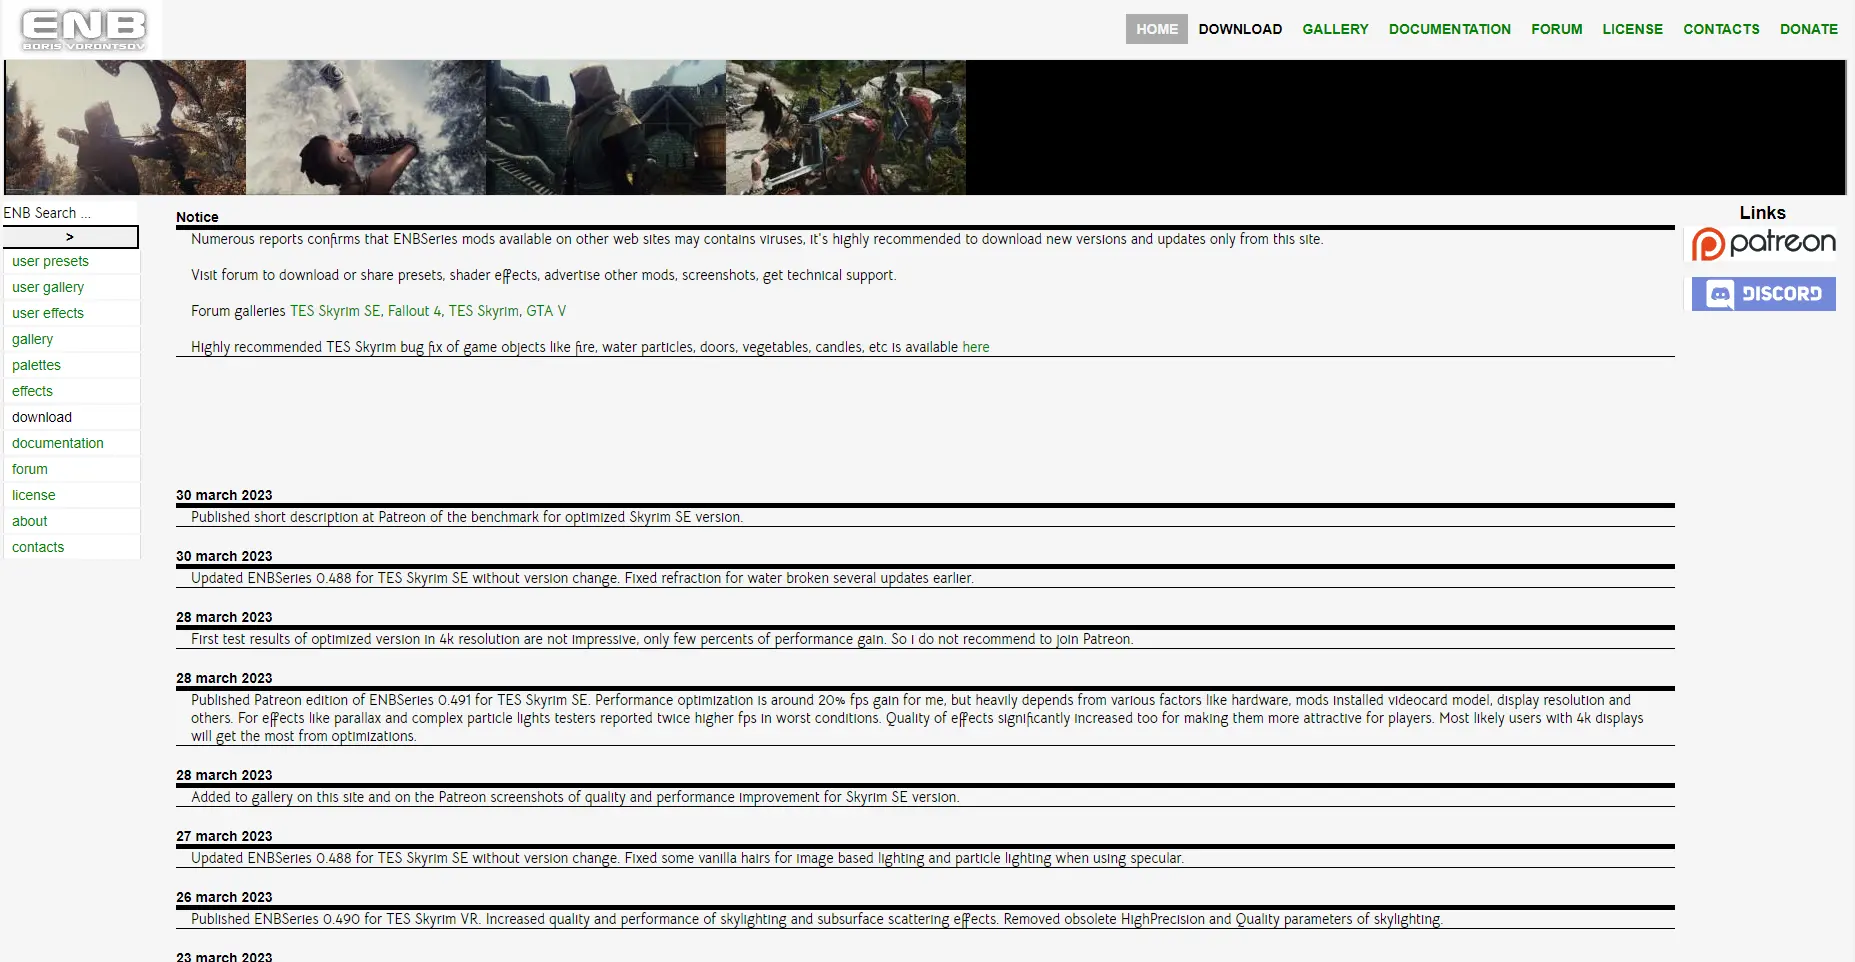 ENB
BORIS VORONTSOV
HOME DOWNLOAD GALLERY DOCUMENTATION FORUM LICENSE CONTACTS DONATE
ENB Search ...
>
user presets
user gallery
user effects
gallery
palettes
effects
download
documentation
forum
license
about
contacts
Notice
Numerous reports confirms that ENBSeries mods available on other web sites may contains viruses, it's highly recommended to download new versions and updates only from this site.
Visit forum to download or share presets, shader effects, advertise other mods, screenshots, get technical support.
Forum galleries TES Skyrim SE, Fallout 4, TES Skyrim, GTA V
Highly recommended TES Skyrim bug fix of game objects like fire, water particles, doors, vegetables, candles, etc is available here
30 march 2023
Published short description at Patreon of the benchmark for optimized Skyrim SE version.
30 march 2023
Updated ENBSeries 0.488 for TES Skyrim SE without version change. Fixed refraction for water broken several updates earlier.
28 march 2023
First test results of optimized version in 4k resolution are not impressive, only few percents of performance gain. So i do not recommend to join Patreon.
28 march 2023
Published Patreon edition of ENBSeries 0.491 for TES Skyrim SE. Performance optimization is around 20% fps gain for me, but heavily depends from various factors like hardware, mods installed videocard model, display resolution and
others. For effects like parallax and complex particle lights testers reported twice higher fps in worst conditions. Quality of effects significantly increased too for making them more attractive for players. Most likely users with 4k displays
will get the most from optimizations.
28 march 2023
Added to gallery on this site and on the Patreon screenshots of quality and performance improvement for Skyrim SE version.
27 march 2023
Updated ENBSeries 0.488 for TES Skyrim SE without version change. Fixed some vanilla hairs for image based lighting and particle lighting when using specular.
26 march 2023
Published ENBSeries 0.490 for TES Skyrim VR. Increased quality and performance of skylighting and subsurface scattering effects. Removed obsolete HighPrecision and Quality parameters of skylighting.
23 march 2023
Links
patreon
DISCORD